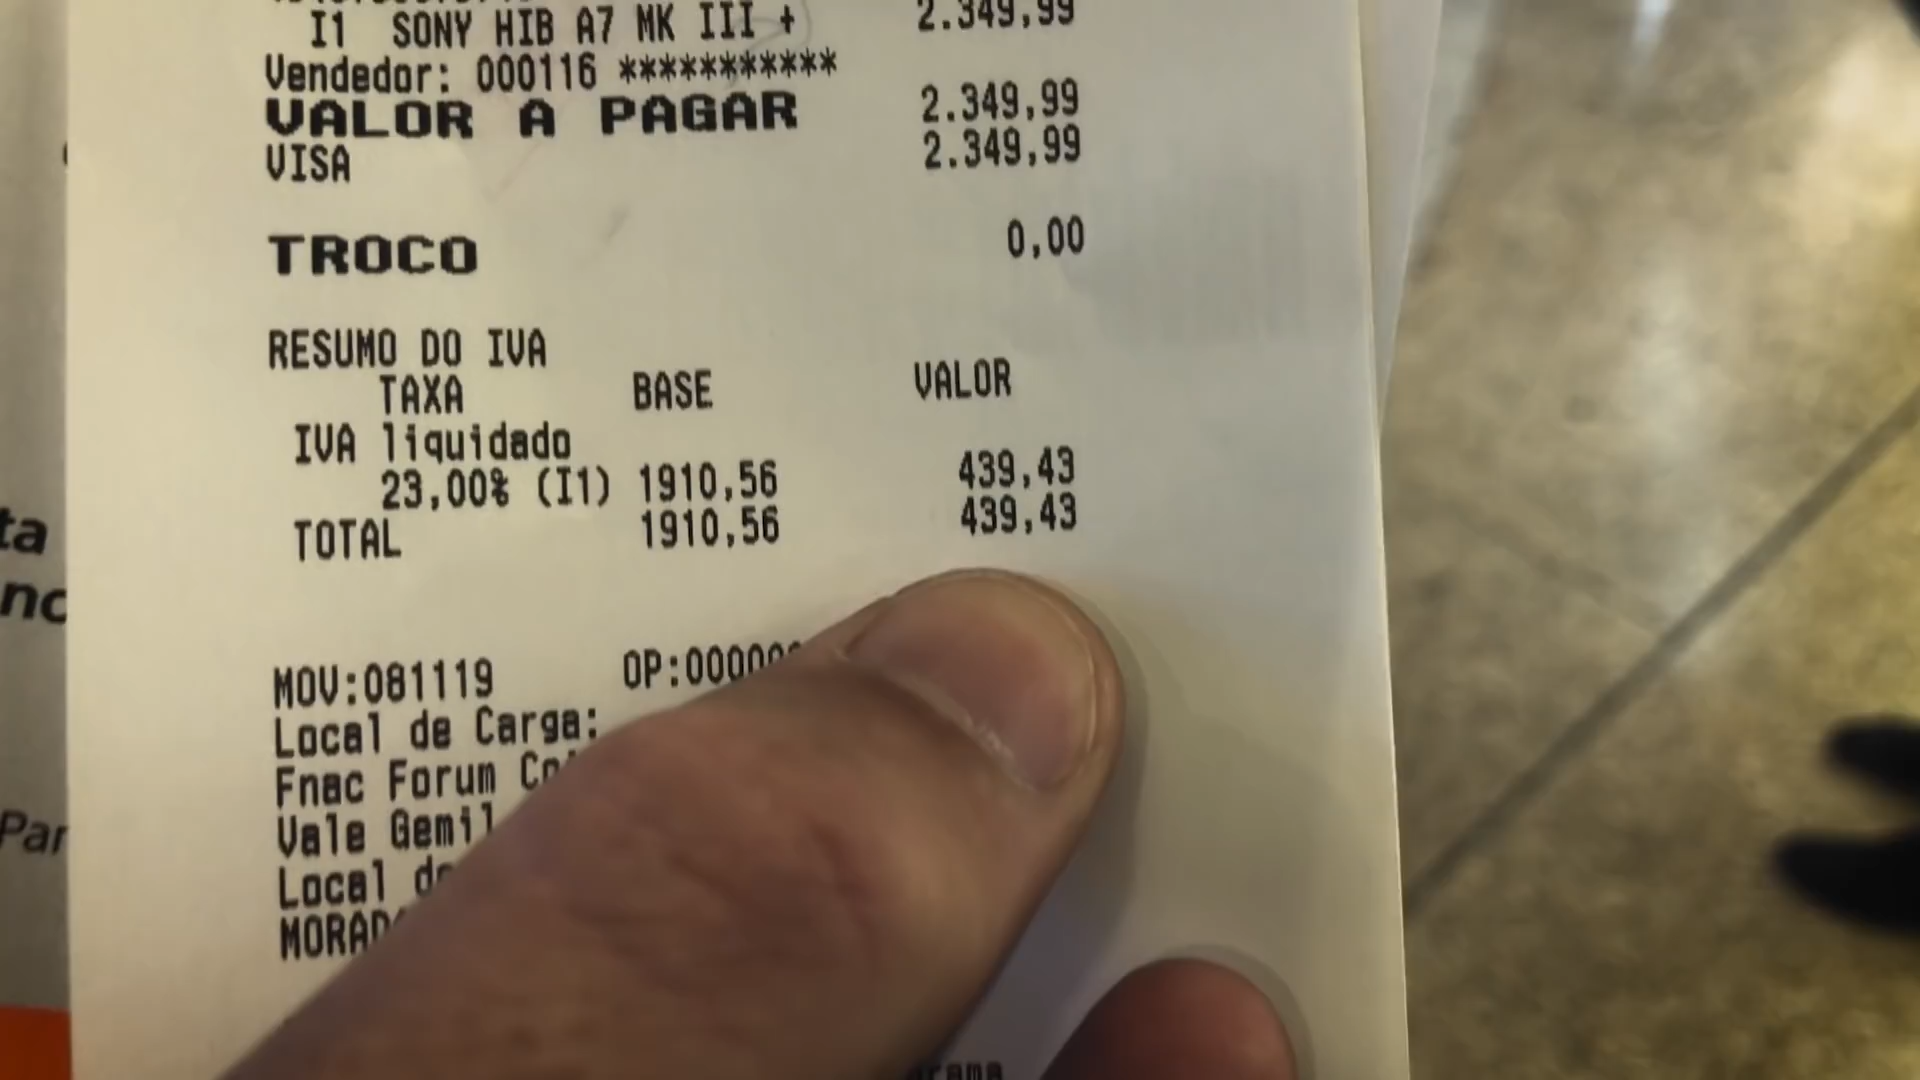 I1 SONY HIB A7 MK III + 2.349,99
Vendedor: 000116 ***********
VALOR A PAGAR 2.349,99
VISA 2.349,99
TROCO 0,00
RESUMO DO IVA
TAXA BASE VALOR
IVA liquidado
23,00% (I1) 1910,56 439,43
TOTAL 1910,56 439,43
MOV:081119 OP:00000
Local de Carga:
Fnac Forum
Vale Gemil
Local